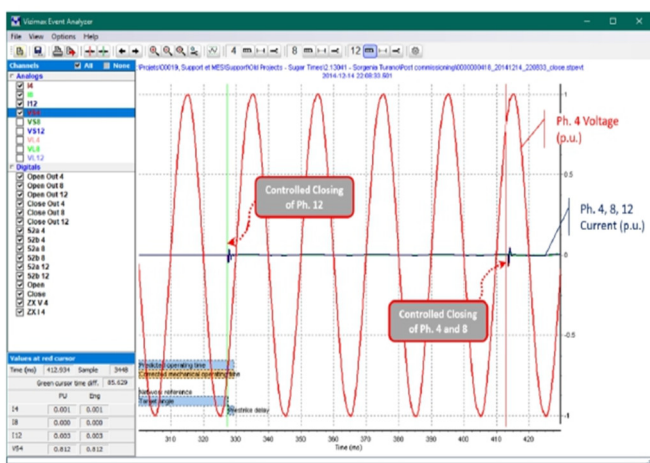 Vizimax Event Analyzer
File View Options Help
4
8
12
Channels All None
Analogs
I4
I8
I12
VS4
VS8
VS12
VL4
VL8
VL12
Digitals
Open Out 4
Open Out 8
Open Out 12
Close Out 4
Close Out 8
Close Out 12
52a 4
52b 4
52a 8
52b 8
52a 12
52b 12
Open
Close
ZX V 4
ZX I 4
Values at red cursor
Time (ms) 412.934 Sample 3448
Green cursor time diff. 85.629
PU Eng
I4 0.001 0.001
I8 0.000 0.000
I12 0.003 0.003
VS4 0.812 0.812
2014-12-14 22:08:33.601
Controlled Closing
of Ph. 12
Controlled Closing
of Ph. 4 and 8
Predicted operating time
Corrected mechanical operating time
Network reference
Target angle
Restrike delay
1
0.5
0
-0.5
-1
310 320 330 340 350 360 370 380 390 400 410 420
Time (ms)
Ph. 4 Voltage
(p.u.)
Ph. 4, 8, 12
Current (p.u.)